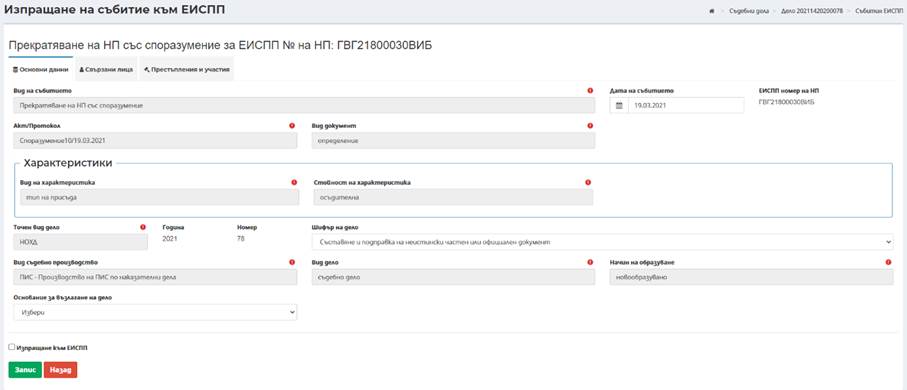 Изпращане на събитие към ЕИСПП
Съдебни дела
Дело 20211420200078
Събития ЕИСПП
Прекратяване на НП със споразумение за ЕИСПП № на НП: ГВГ21800030ВИБ
Основни данни
Свързани лица
Престъпления и участия
Вид на събитието
Дата на събитието
ЕИСПП номер на НП
Прекратяване на НП със споразумение
19.03.2021
ГВГ21800030ВИБ
Акт/Протокол
Вид документ
Споразумение10/19.03.2021
определение
Характеристики
Вид на характеристика
Стойност на характеристика
тип на присъда
осъдителна
Точен вид дело
Година
Номер
Шифър на дело
НОХД
2021
78
Съставяне и подправка на неистински частен или официален документ
Вид съдебно производство
Вид дело
Начин на образуване
ПИС - Производство на ПИС по наказателни дела
съдебно дело
новообразувано
Основание за възлагане на дело
Избери
Изпращане към ЕИСПП
Запис
Назад